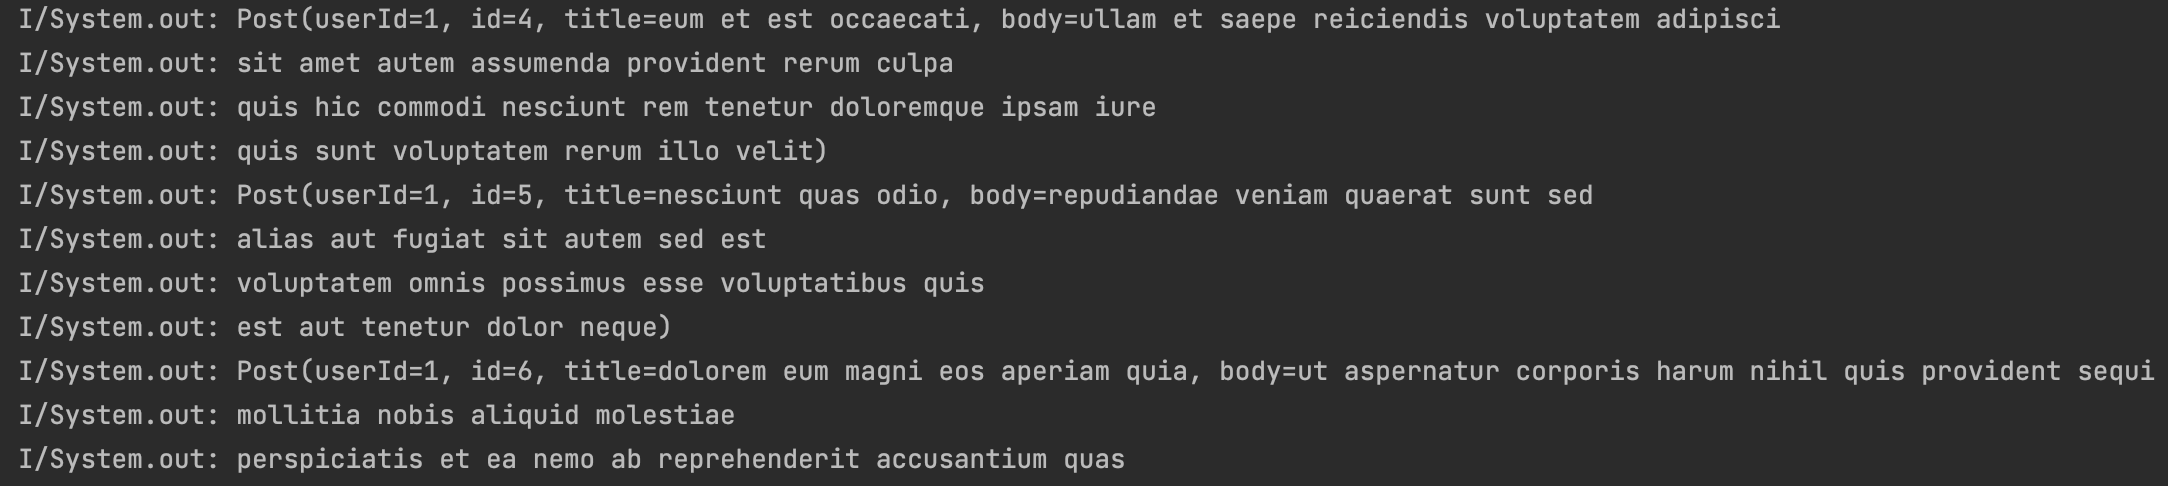 I/System.out: Post(userId=1, id=4, title=eum et est occaecati, body=ullam et saepe reiciendis voluptatem adipisci
I/System.out: sit amet autem assumenda provident rerum culpa
I/System.out: quis hic commodi nesciunt rem tenetur doloremque ipsam iure
I/System.out: quis sunt voluptatem rerum illo velit)
I/System.out: Post(userId=1, id=5, title=nesciunt quas odio, body=repudiandae veniam quaerat sunt sed
I/System.out: alias aut fugiat sit autem sed est
I/System.out: voluptatem omnis possimus esse voluptatibus quis
I/System.out: est aut tenetur dolor neque)
I/System.out: Post(userId=1, id=6, title=dolorem eum magni eos aperiam quia, body=ut aspernatur corporis harum nihil quis provident sequi
I/System.out: mollitia nobis aliquid molestiae
I/System.out: perspiciatis et ea nemo ab reprehenderit accusantium quas